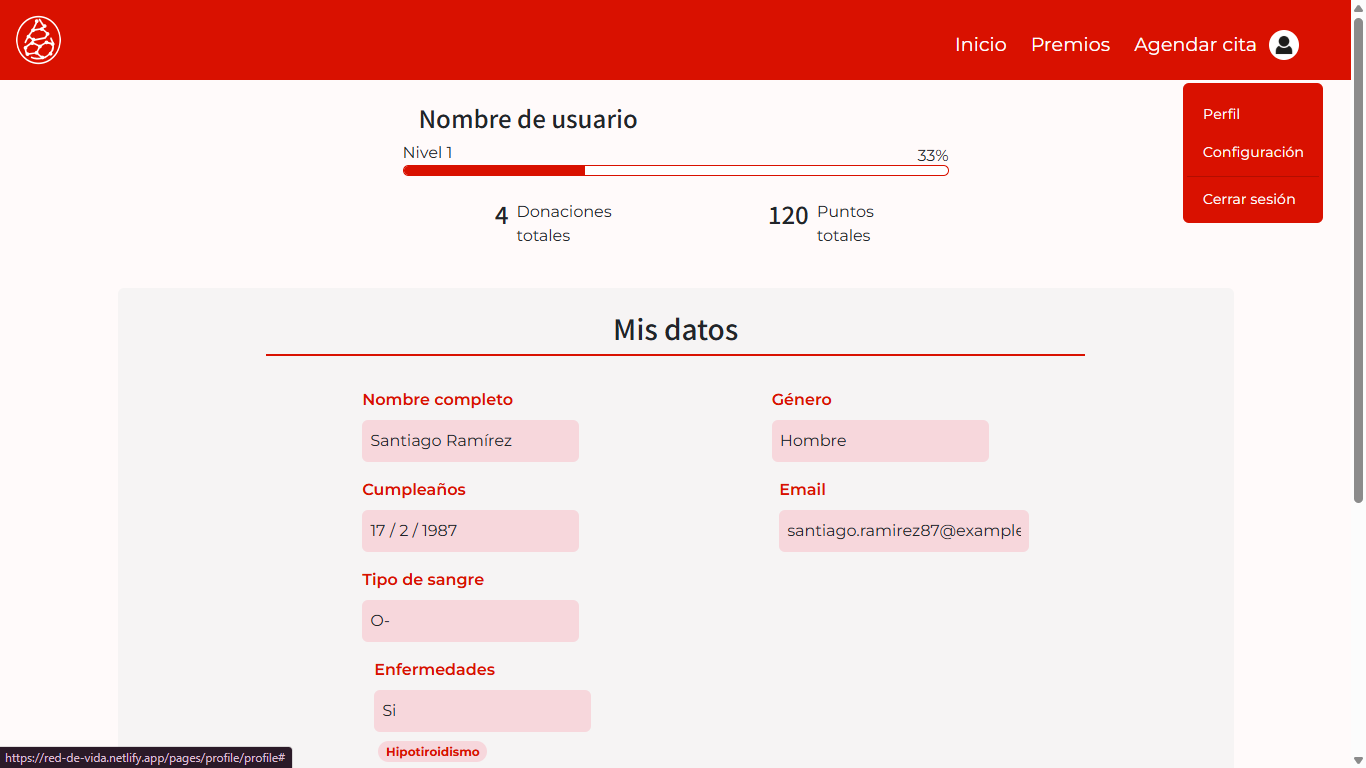 Inicio Premios Agendar cita
Perfil
Configuración
Cerrar sesión
Nombre de usuario
Nivel 1 33%
4 Donaciones totales
120 Puntos totales
Mis datos
Nombre completo Género
Santiago Ramírez Hombre
Cumpleaños Email
17 / 2 / 1987 santiago.ramirez87@example
Tipo de sangre
O-
Enfermedades
Si
Hipotiroidismo
https://red-de-vida.netlify.app/pages/profile/profile#